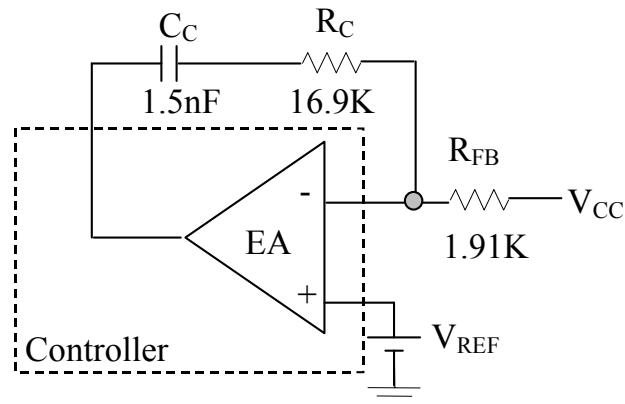 C_C
R_C
1.5nF
16.9K
R_FB
-
V_CC
EA
1.91K
+
V_REF
Controller